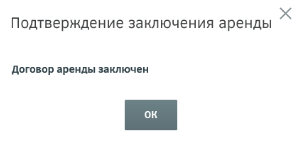 Подтверждение заключения аренды
Договор аренды заключен
ОК